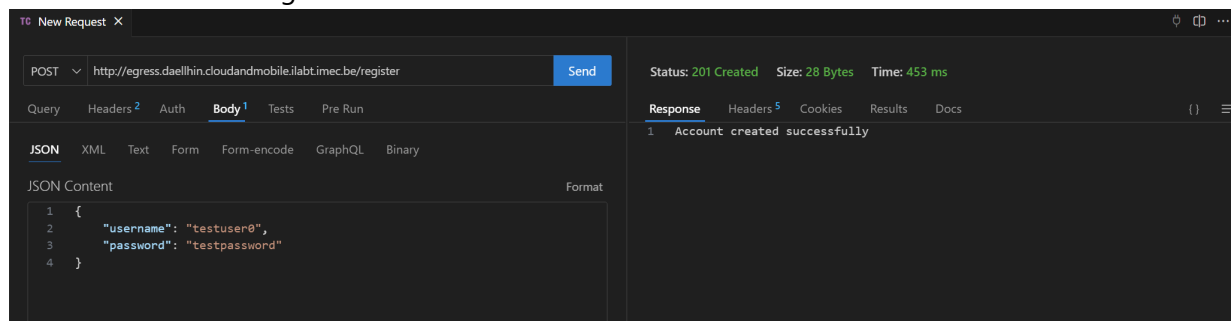 TC New Request ×
POST http://egress.daellhin.cloudandmobile.ilabt.imec.be/register Send
Query Headers 2 Auth Body 1 Tests Pre Run
JSON XML Text Form Form-encode GraphQL Binary
JSON Content Format
1 {
2 "username": "testuser0",
3 "password": "testpassword"
4 }
Status: 201 Created Size: 28 Bytes Time: 453 ms
Response Headers 5 Cookies Results Docs { }
1 Account created successfully